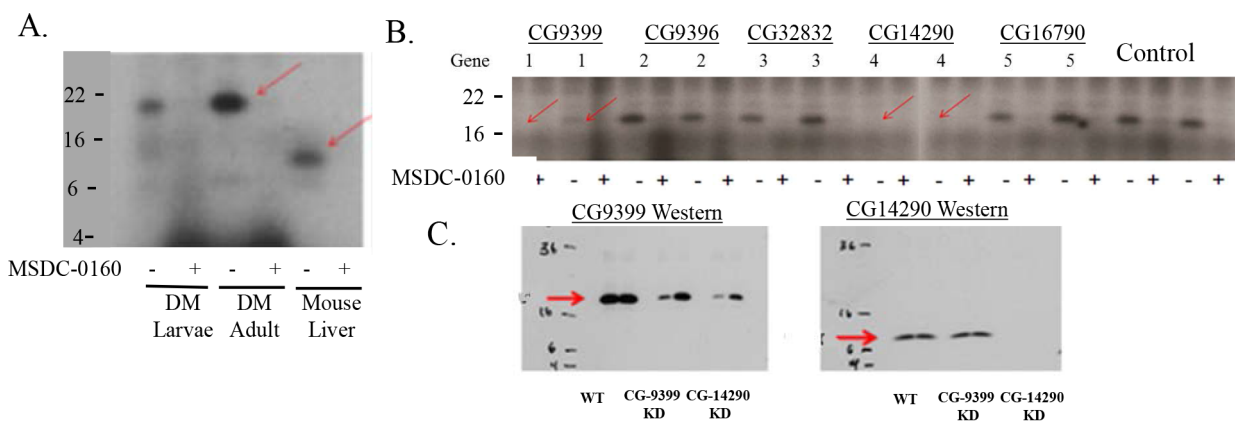 A.
22
16
6
4
MSDC-0160 - + - + - +
DM Larvae
DM Adult
Mouse Liver
B.
CG9399 CG9396 CG32832 CG14290 CG16790 Control
Gene 1 1 2 2 3 3 4 4 5 5
22
16
MSDC-0160 + - + - + - + - + - + - + - + - + - + - +
C.
CG9399 Western
36
16
6
4
WT CG-9399 KD CG-14290 KD
CG14290 Western
36
16
6
4
WT CG-9399 KD CG-14290 KD